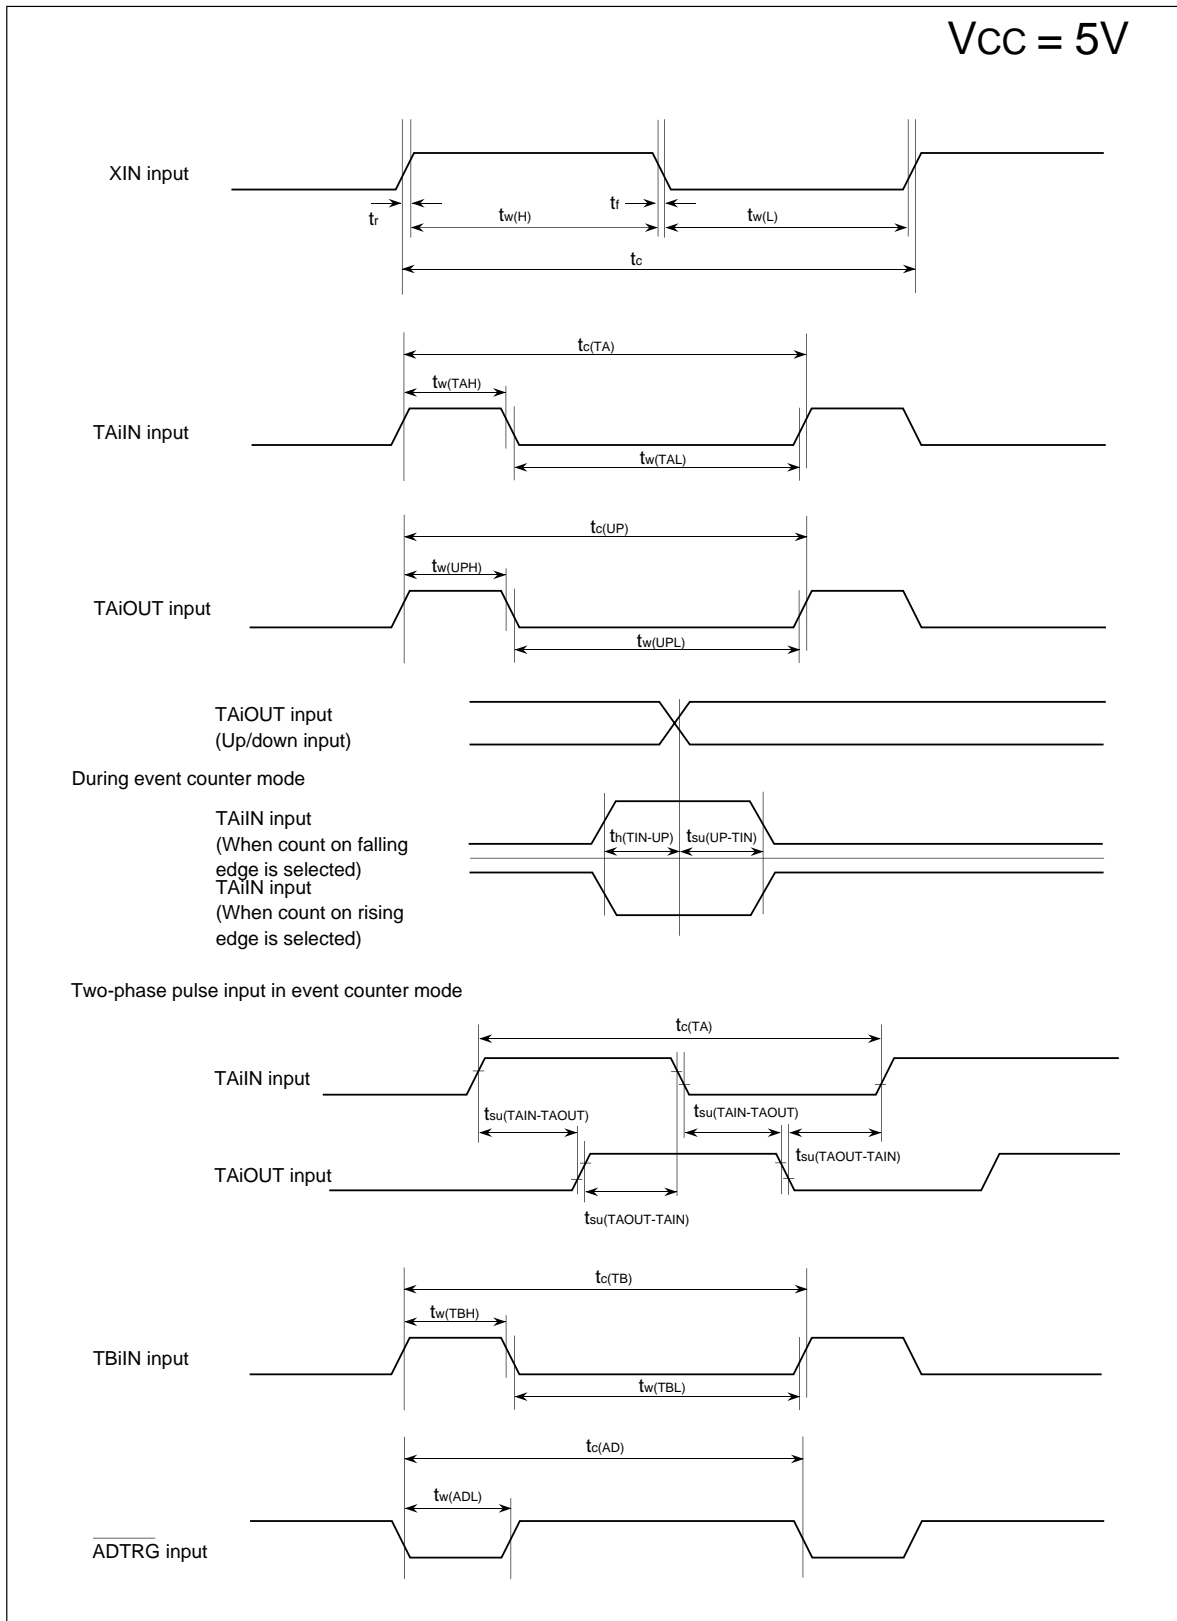 VCC = 5V
XIN input
tr
tw(H)
tf
tw(L)
tc
tc(TA)
tw(TAH)
TAiIN input
tw(TAL)
tc(UP)
tw(UPH)
TAiOUT input
tw(UPL)
TAiOUT input
(Up/down input)
During event counter mode
TAiIN input
(When count on falling
edge is selected)
th(TIN-UP)
tsu(UP-TIN)
TAiIN input
(When count on rising
edge is selected)
Two-phase pulse input in event counter mode
tc(TA)
TAiIN input
tsu(TAIN-TAOUT)
tsu(TAIN-TAOUT)
tsu(TAOUT-TAIN)
TAiOUT input
tsu(TAOUT-TAIN)
tc(TB)
tw(TBH)
TBiIN input
tw(TBL)
tc(AD)
tw(ADL)
ADTRG input